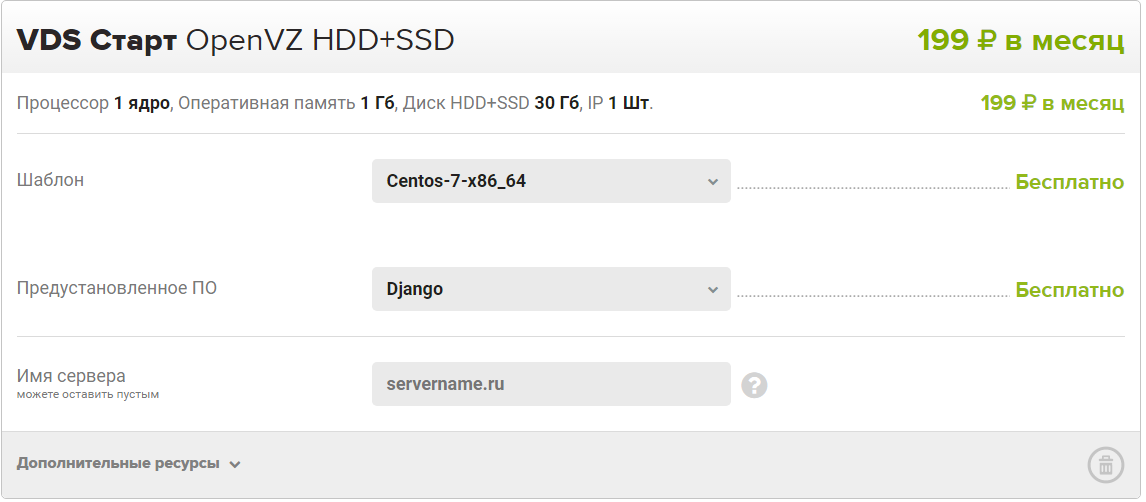 VDS Старт OpenVZ HDD+SSD 199 ₽ в месяц
Процессор 1 ядро, Оперативная память 1 Гб, Диск HDD+SSD 30 Гб, IP 1 Шт. 199 ₽ в месяц
Шаблон Centos-7-x86_64 Бесплатно
Предустановленное ПО Django Бесплатно
Имя сервера servername.ru ?
можете оставить пустым
Дополнительные ресурсы